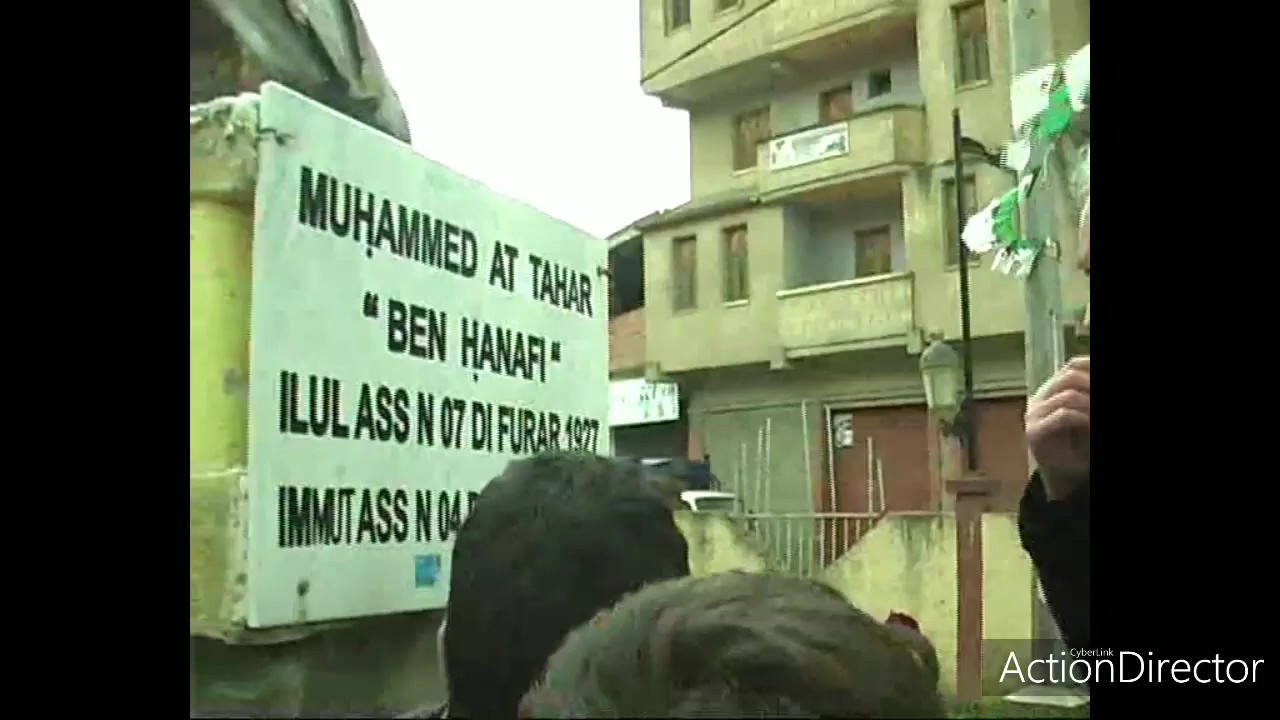 MUḤAMMED AT TAHAR
“ BEN ḤANAFI “
ILUL ASS N 07 DI FURAR 1927
IMMUT ASS N 04
CyberLink
ActionDirector